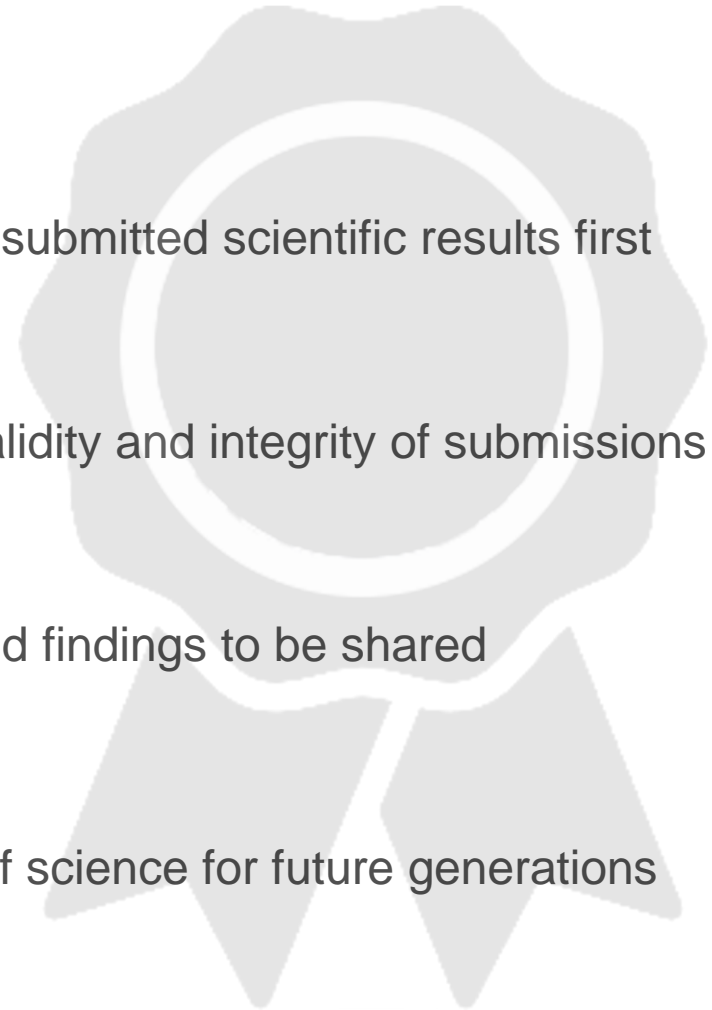 submitted scientific results first
alidity and integrity of submissions
d findings to be shared
f science for future generations